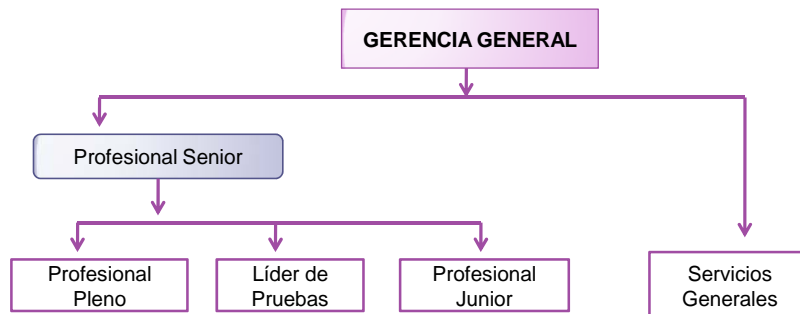 GERENCIA GENERAL
Profesional Senior
Profesional
Pleno
Líder de
Pruebas
Profesional
Junior
Servicios
Generales